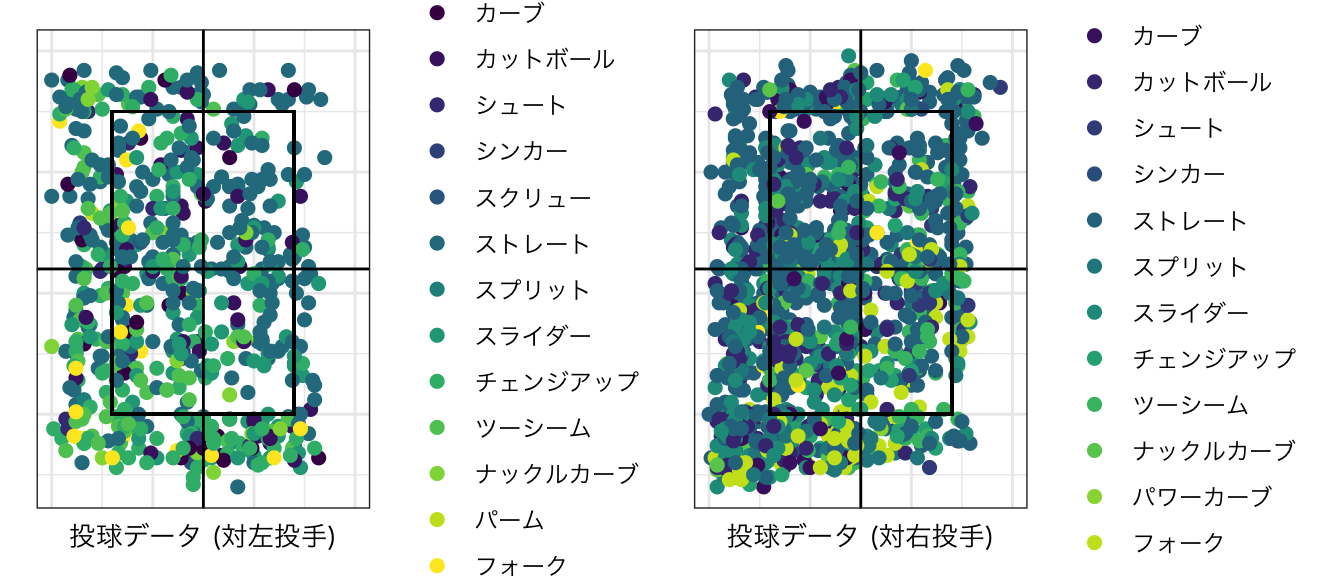 カーブ
カットボール
シュート
シンカー
スクリュー
ストレート
スプリット
スライダー
チェンジアップ
ツーシーム
ナックルカーブ
パーム
フォーク
投球データ (対左投手)
カーブ
カットボール
シュート
シンカー
ストレート
スプリット
スライダー
チェンジアップ
ツーシーム
ナックルカーブ
パワーカーブ
フォーク
投球データ (対右投手)